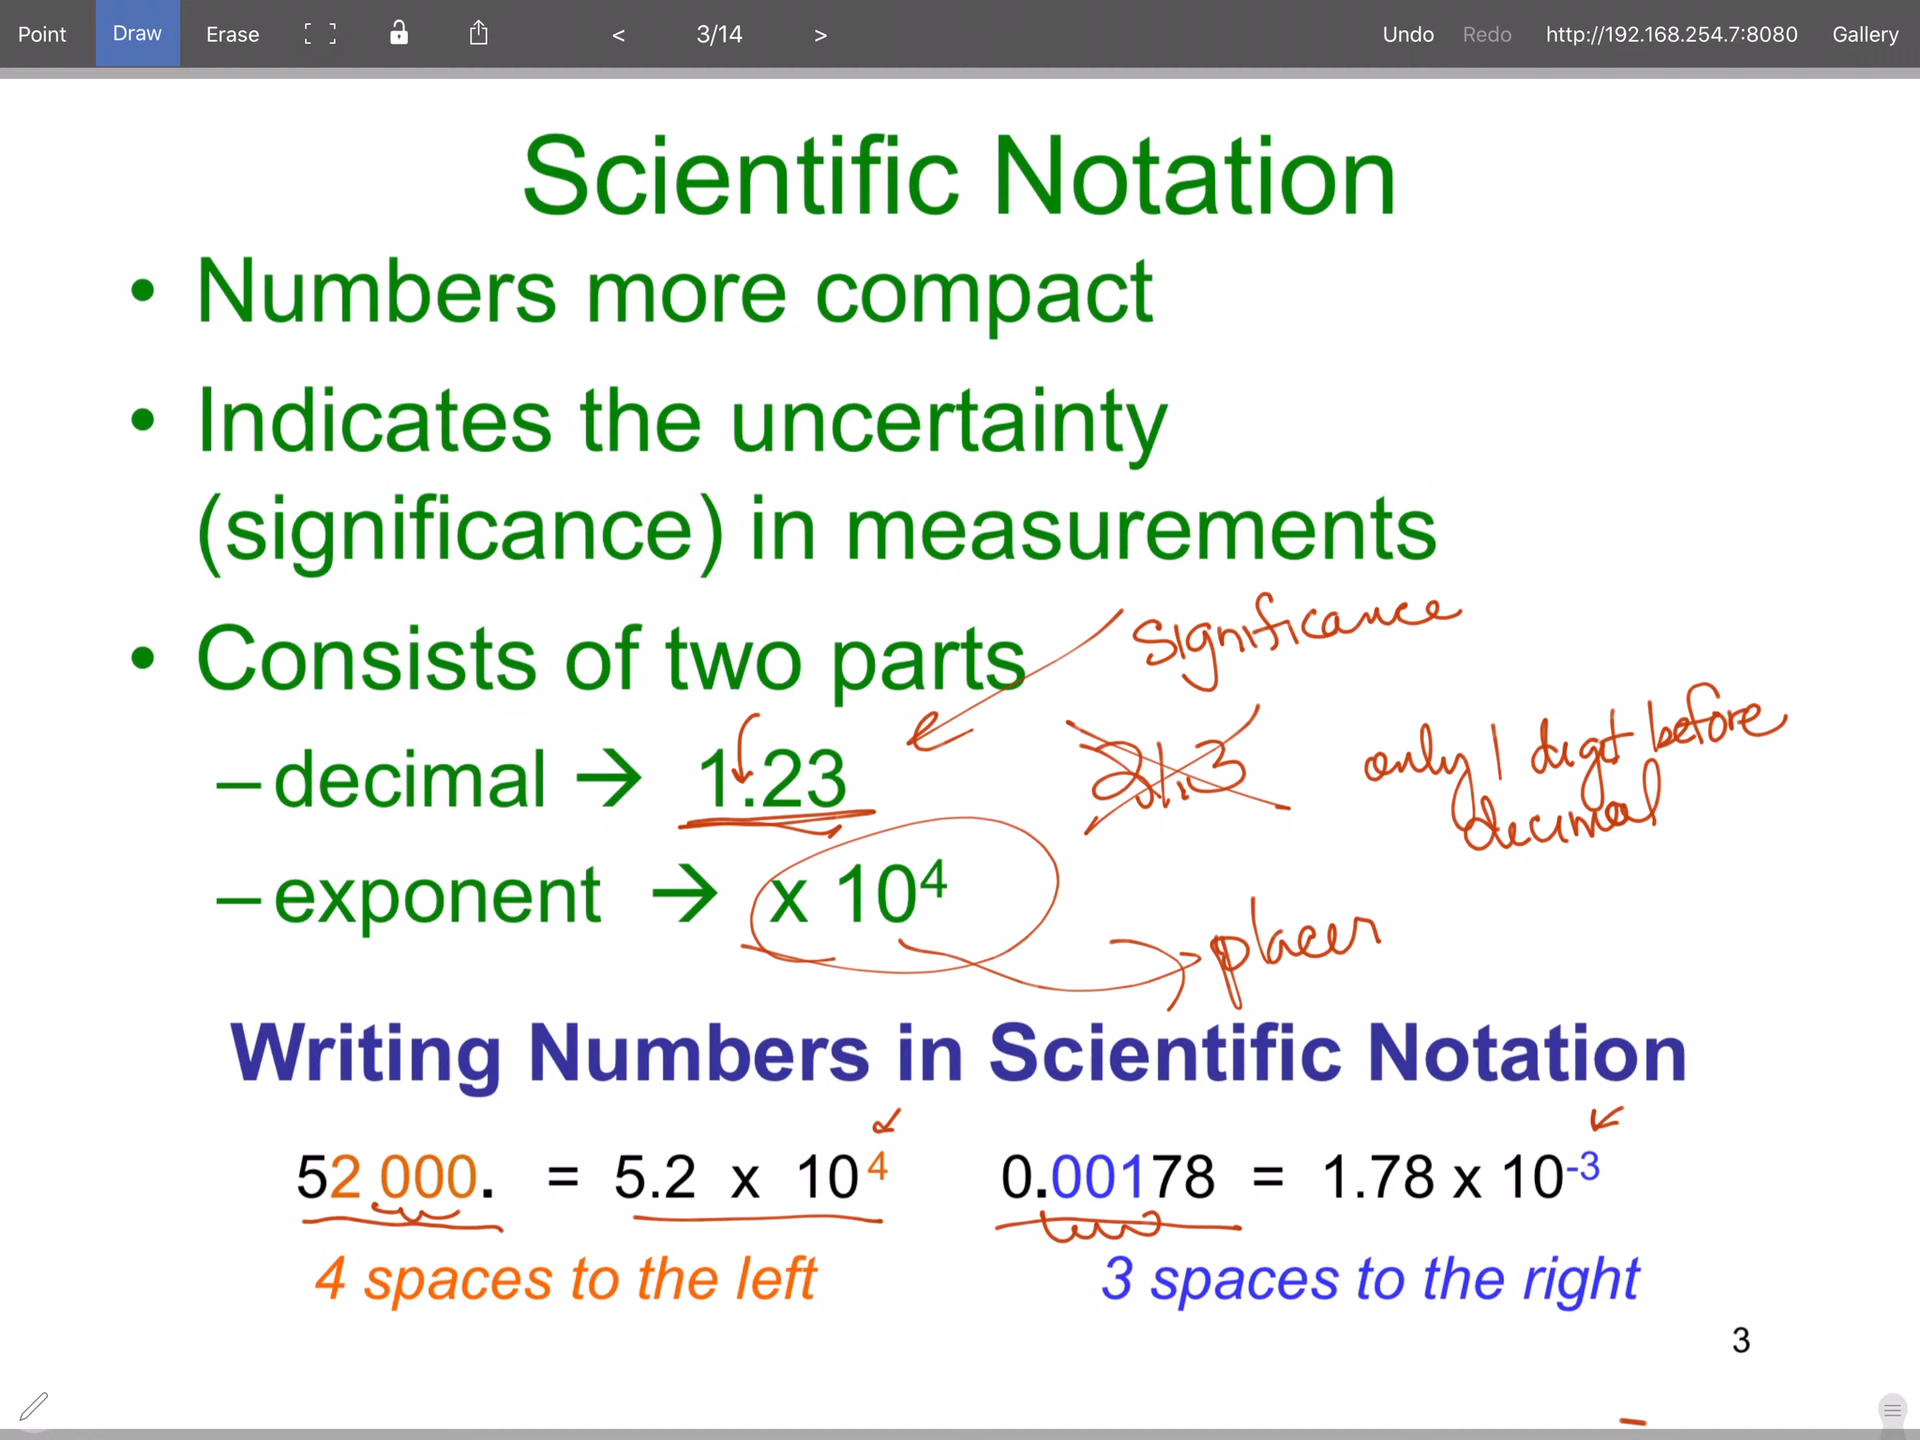 Point Draw Erase < 3/14 > Undo Redo http://192.168.254.7:8080 Gallery
Scientific Notation
• Numbers more compact
• Indicates the uncertainty
(significance) in measurements
significance
• Consists of two parts
– decimal → 1.23
21.3
only 1 digit before
decimal
– exponent → x 10⁴
placer
Writing Numbers in Scientific Notation
52,000. = 5.2 x 10⁴ 0.00178 = 1.78 x 10⁻³
4 spaces to the left 3 spaces to the right
3